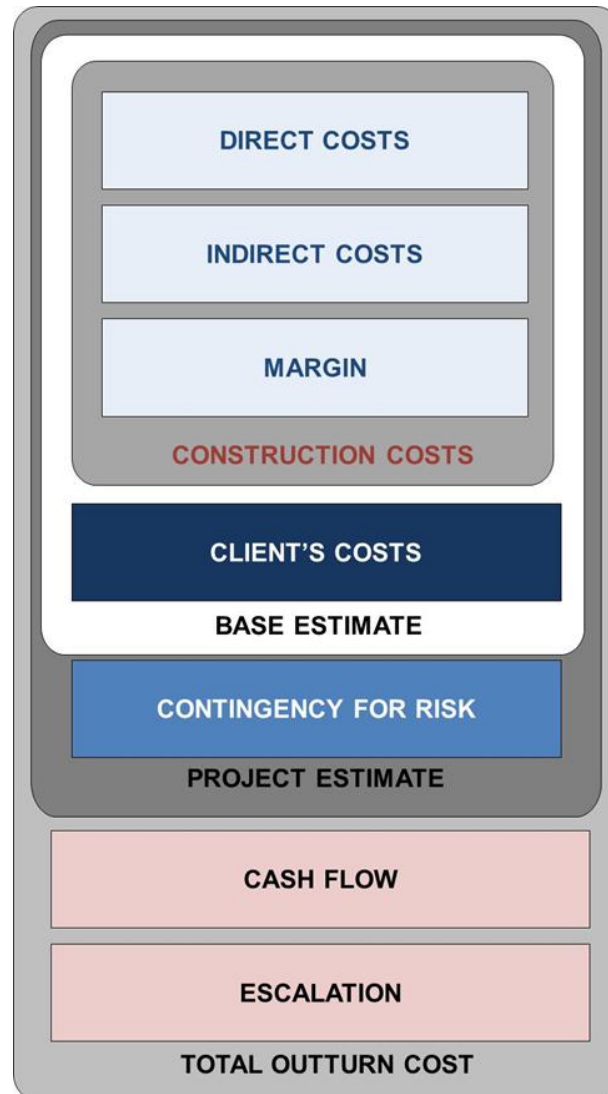 DIRECT COSTS
INDIRECT COSTS
MARGIN
CONSTRUCTION COSTS
CLIENT'S COSTS
BASE ESTIMATE
CONTINGENCY FOR RISK
PROJECT ESTIMATE
CASH FLOW
ESCALATION
TOTAL OUTTURN COST